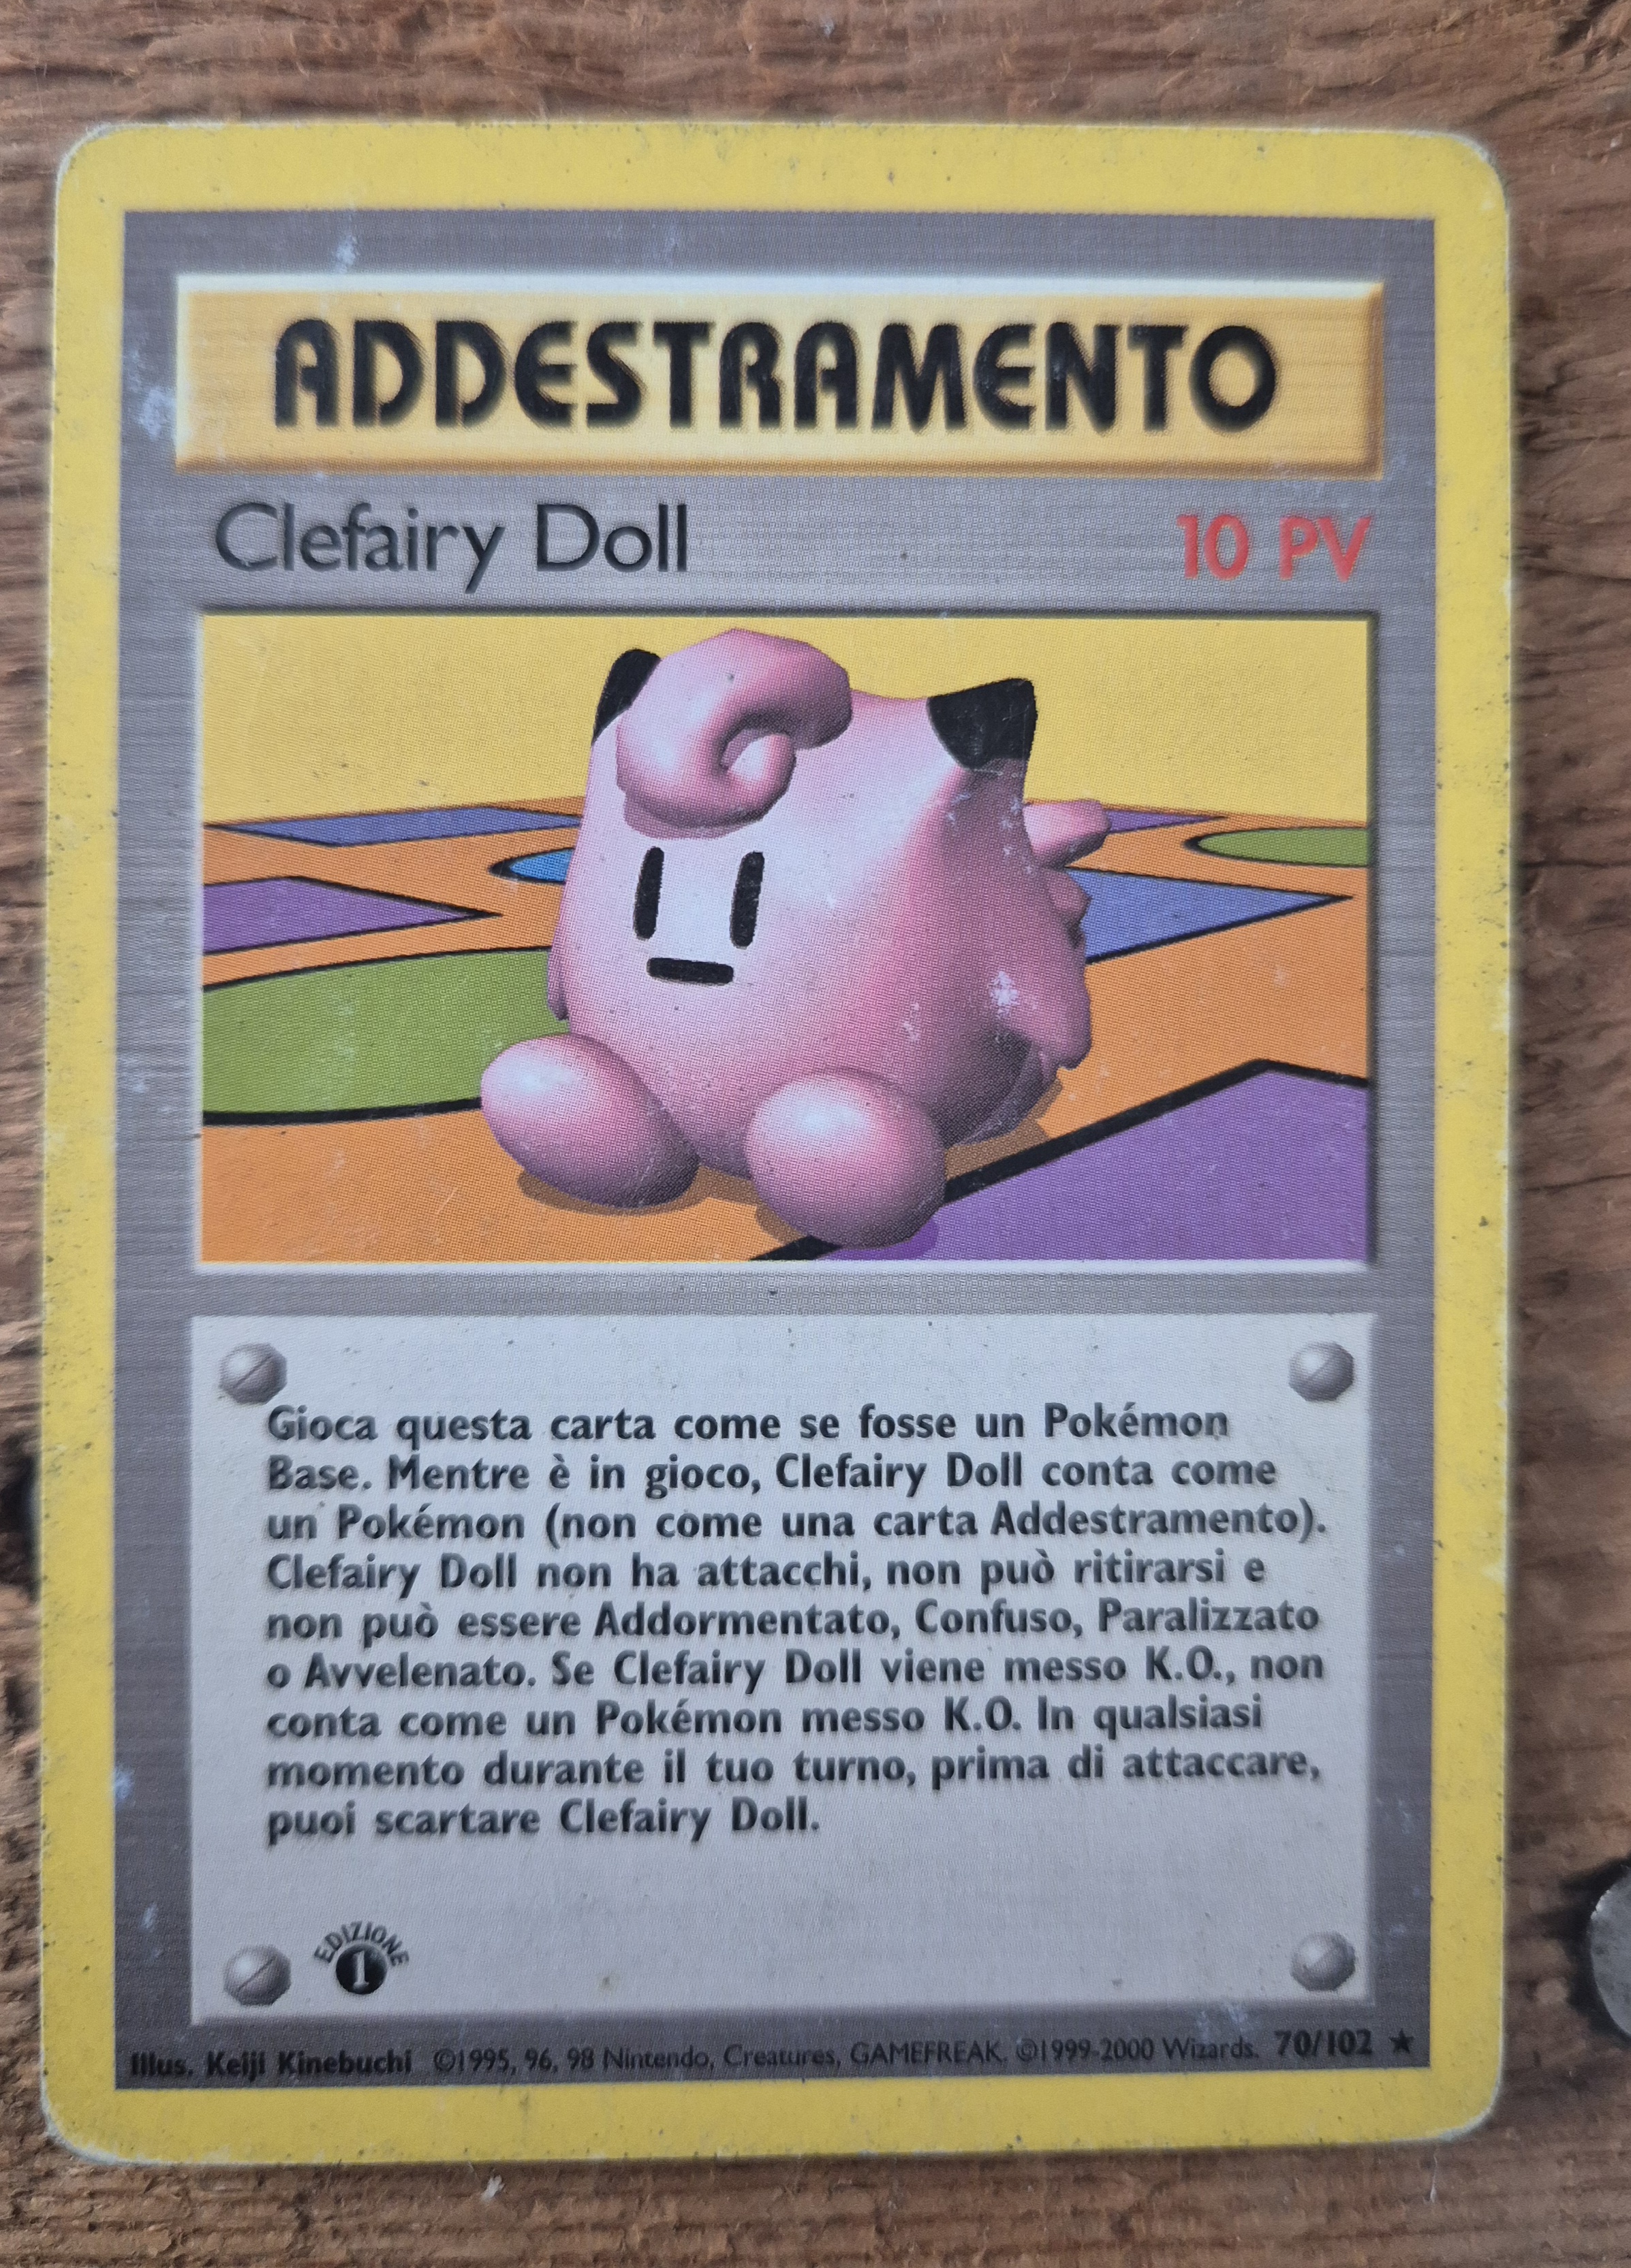 ADDESTRAMENTO
Clefairy Doll 10 PV
Gioca questa carta come se fosse un Pokémon
Base. Mentre è in gioco, Clefairy Doll conta come
un Pokémon (non come una carta Addestramento).
Clefairy Doll non ha attacchi, non può ritirarsi e
non può essere Addormentato, Confuso, Paralizzato
o Avvelenato. Se Clefairy Doll viene messo K.O., non
conta come un Pokémon messo K.O. In qualsiasi
momento durante il tuo turno, prima di attaccare,
puoi scartare Clefairy Doll.
EDIZIONE
1
Illus. Keiji Kinebuchi ©1995, 96, 98 Nintendo, Creatures, GAMEFREAK. ©1999-2000 Wizards. 70/102 ★